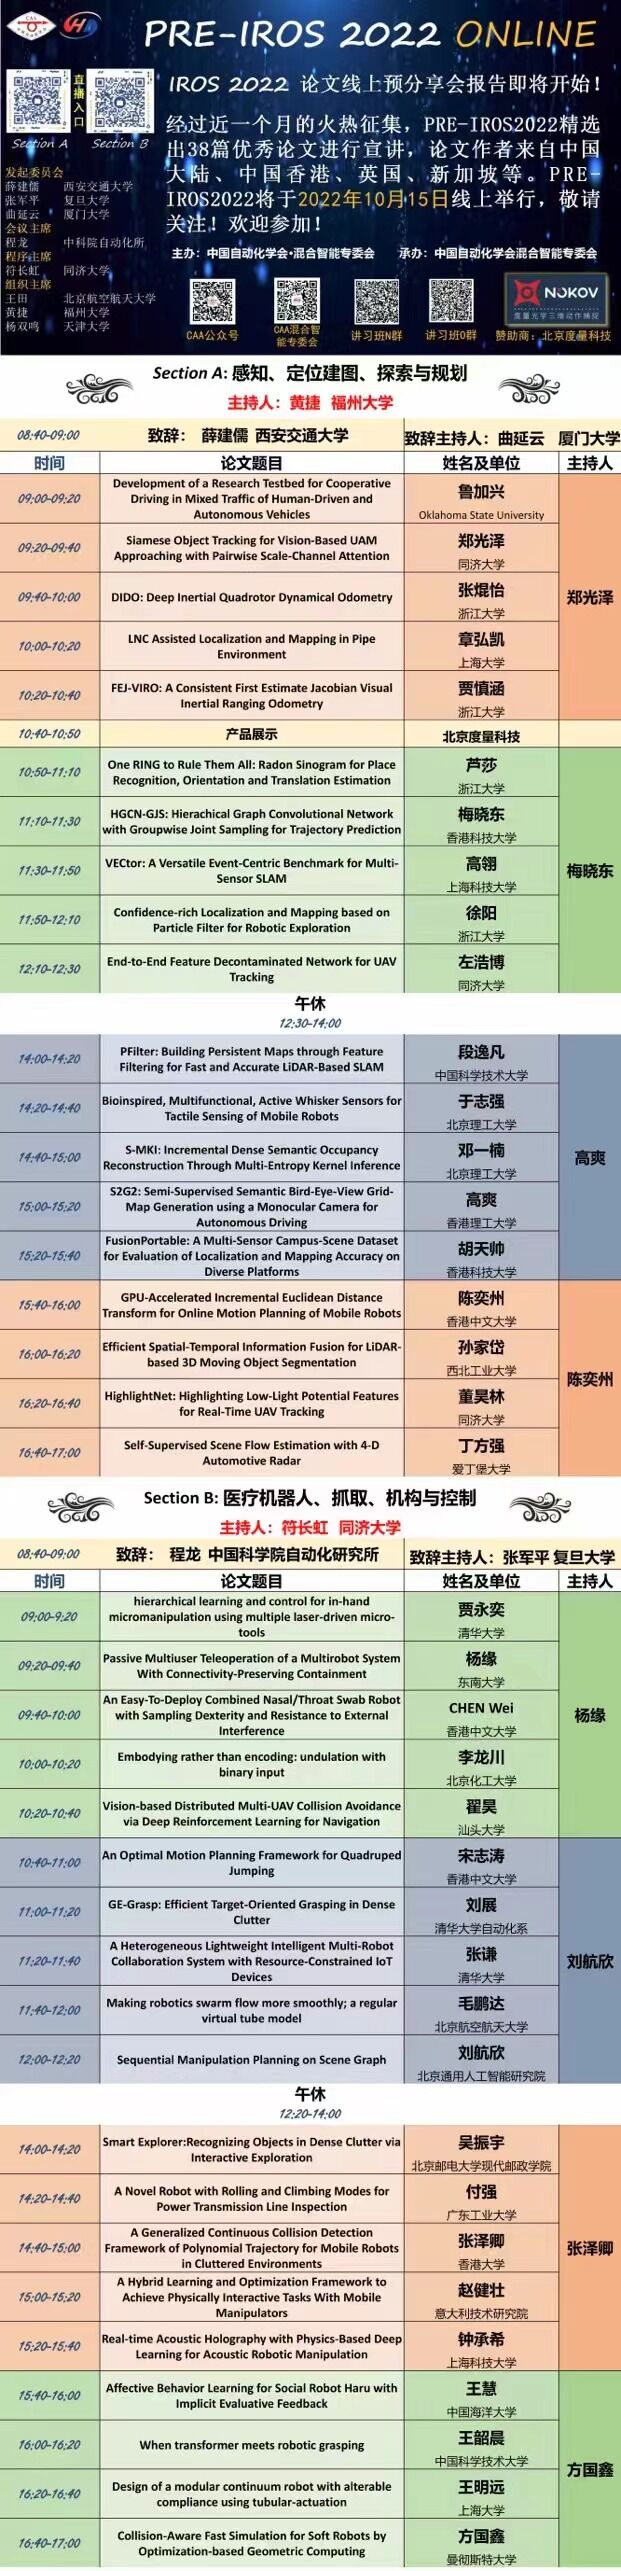 PRE-IROS 2022 ONLINE
IROS 2022 论文线上预分享会报告即将开始！
直播入口
Section A
Section B
经过近一个月的火热征集，PRE-IROS2022精选
出38篇优秀论文进行宣讲，论文作者来自中国
大陆、中国香港、英国、新加坡等。PRE-
IROS2022将于2022年10月15日线上举行，敬请
关注！欢迎参加！
发起委员会
薛建儒 西安交通大学
张军平 复旦大学
曲延云 厦门大学
会议主席
程龙 中科院自动化所
程序主席
符长虹 同济大学
组织主席
王田 北京航空航天大学
黄捷 福州大学
杨双鸣 天津大学
主办：中国自动化学会·混合智能专委会 承办：中国自动化学会混合智能专委会
CAA公众号
CAA混合智
能专委会
讲习班N群
讲习班O群
NOKOV
度量光学三维动作捕捉
赞助商：北京度量科技
Section A: 感知、定位建图、探索与规划
主持人：黄捷 福州大学
08:40-09:00 致辞： 薛建儒 西安交通大学 致辞主持人：曲延云 厦门大学
时间 论文题目 姓名及单位 主持人
09:00-09:20
Development of a Research Testbed for Cooperative
Driving in Mixed Traffic of Human-Driven and
Autonomous Vehicles
鲁加兴
Oklahoma State University
09:20-09:40
Siamese Object Tracking for Vision-Based UAM
Approaching with Pairwise Scale-Channel Attention
郑光泽
同济大学
09:40-10:00
DIDO: Deep Inertial Quadrotor Dynamical Odometry
张焜怡
浙江大学
郑光泽
10:00-10:20
LNC Assisted Localization and Mapping in Pipe
Environment
章弘凯
上海大学
10:20-10:40
FEJ-VIRO: A Consistent First Estimate Jacobian Visual
Inertial Ranging Odometry
贾慎涵
浙江大学
10:40-10:50 产品展示 北京度量科技
10:50-11:10
One RING to Rule Them All: Radon Sinogram for Place
Recognition, Orientation and Translation Estimation
芦莎
浙江大学
11:10-11:30
HGCN-GJS: Hierachical Graph Convolutional Network
with Groupwise Joint Sampling for Trajectory Prediction
梅晓东
香港科技大学
11:30-11:50
VECtor: A Versatile Event-Centric Benchmark for Multi-
Sensor SLAM
高翎
上海科技大学
梅晓东
11:50-12:10
Confidence-rich Localization and Mapping based on
Particle Filter for Robotic Exploration
徐阳
浙江大学
12:10-12:30
End-to-End Feature Decontaminated Network for UAV
Tracking
左浩博
同济大学
午休
12:30-14:00
14:00-14:20
PFilter: Building Persistent Maps through Feature
Filtering for Fast and Accurate LiDAR-Based SLAM
段逸凡
中国科学技术大学
14:20-14:40
Bioinspired, Multifunctional, Active Whisker Sensors for
Tactile Sensing of Mobile Robots
于志强
北京理工大学
14:40-15:00
S-MKI: Incremental Dense Semantic Occupancy
Reconstruction Through Multi-Entropy Kernel Inference
邓一楠
北京理工大学
高爽
15:00-15:20
S2G2: Semi-Supervised Semantic Bird-Eye-View Grid-
Map Generation using a Monocular Camera for
Autonomous Driving
高爽
香港理工大学
15:20-15:40
FusionPortable: A Multi-Sensor Campus-Scene Dataset
for Evaluation of Localization and Mapping Accuracy on
Diverse Platforms
胡天帅
香港科技大学
15:40-16:00
GPU-Accelerated Incremental Euclidean Distance
Transform for Online Motion Planning of Mobile Robots
陈奕州
香港中文大学
16:00-16:20
Efficient Spatial-Temporal Information Fusion for LiDAR-
based 3D Moving Object Segmentation
孙家岱
西北工业大学
陈奕州
16:20-16:40
HighlightNet: Highlighting Low-Light Potential Features
for Real-Time UAV Tracking
董昊林
同济大学
16:40-17:00
Self-Supervised Scene Flow Estimation with 4-D
Automotive Radar
丁方强
爱丁堡大学
Section B: 医疗机器人、抓取、机构与控制
主持人：符长虹 同济大学
08:40-09:00 致辞： 程龙 中国科学院自动化研究所 致辞主持人：张军平 复旦大学
时间 论文题目 姓名及单位 主持人
09:00-9:20
hierarchical learning and control for in-hand
micromanipulation using multiple laser-driven micro-
tools
贾永奕
清华大学
09:20-09:40
Passive Multiuser Teleoperation of a Multirobot System
With Connectivity-Preserving Containment
杨缘
东南大学
09:40-10:00
An Easy-To-Deploy Combined Nasal/Throat Swab Robot
with Sampling Dexterity and Resistance to External
Interference
CHEN Wei
香港中文大学
杨缘
10:00-10:20
Embodying rather than encoding: undulation with
binary input
李龙川
北京化工大学
10:20-10:40
Vision-based Distributed Multi-UAV Collision Avoidance
via Deep Reinforcement Learning for Navigation
翟昊
汕头大学
10:40-11:00
An Optimal Motion Planning Framework for Quadruped
Jumping
宋志涛
香港中文大学
11:00-11:20
GE-Grasp: Efficient Target-Oriented Grasping in Dense
Clutter
刘展
清华大学自动化系
11:20-11:40
A Heterogeneous Lightweight Intelligent Multi-Robot
Collaboration System with Resource-Constrained IoT
Devices
张谦
清华大学
刘航欣
11:40-12:00
Making robotics swarm flow more smoothly; a regular
virtual tube model
毛鹏达
北京航空航天大学
12:00-12:20
Sequential Manipulation Planning on Scene Graph
刘航欣
北京通用人工智能研究院
午休
12:20-14:00
14:00-14:20
Smart Explorer:Recognizing Objects in Dense Clutter via
Interactive Exploration
吴振宇
北京邮电大学现代邮政学院
14:20-14:40
A Novel Robot with Rolling and Climbing Modes for
Power Transmission Line Inspection
付强
广东工业大学
14:40-15:00
A Generalized Continuous Collision Detection
Framework of Polynomial Trajectory for Mobile Robots
in Cluttered Environments
张泽卿
香港大学
张泽卿
15:00-15:20
A Hybrid Learning and Optimization Framework to
Achieve Physically Interactive Tasks With Mobile
Manipulators
赵健壮
意大利技术研究院
15:20-15:40
Real-time Acoustic Holography with Physics-Based Deep
Learning for Acoustic Robotic Manipulation
钟承希
上海科技大学
15:40-16:00
Affective Behavior Learning for Social Robot Haru with
Implicit Evaluative Feedback
王慧
中国海洋大学
16:00-16:20
When transformer meets robotic grasping
王韶晨
中国科学技术大学
方国鑫
16:20-16:40
Design of a modular continuum robot with alterable
compliance using tubular-actuation
王明远
上海大学
16:40-17:00
Collision-Aware Fast Simulation for Soft Robots by
Optimization-based Geometric Computing
方国鑫
曼彻斯特大学